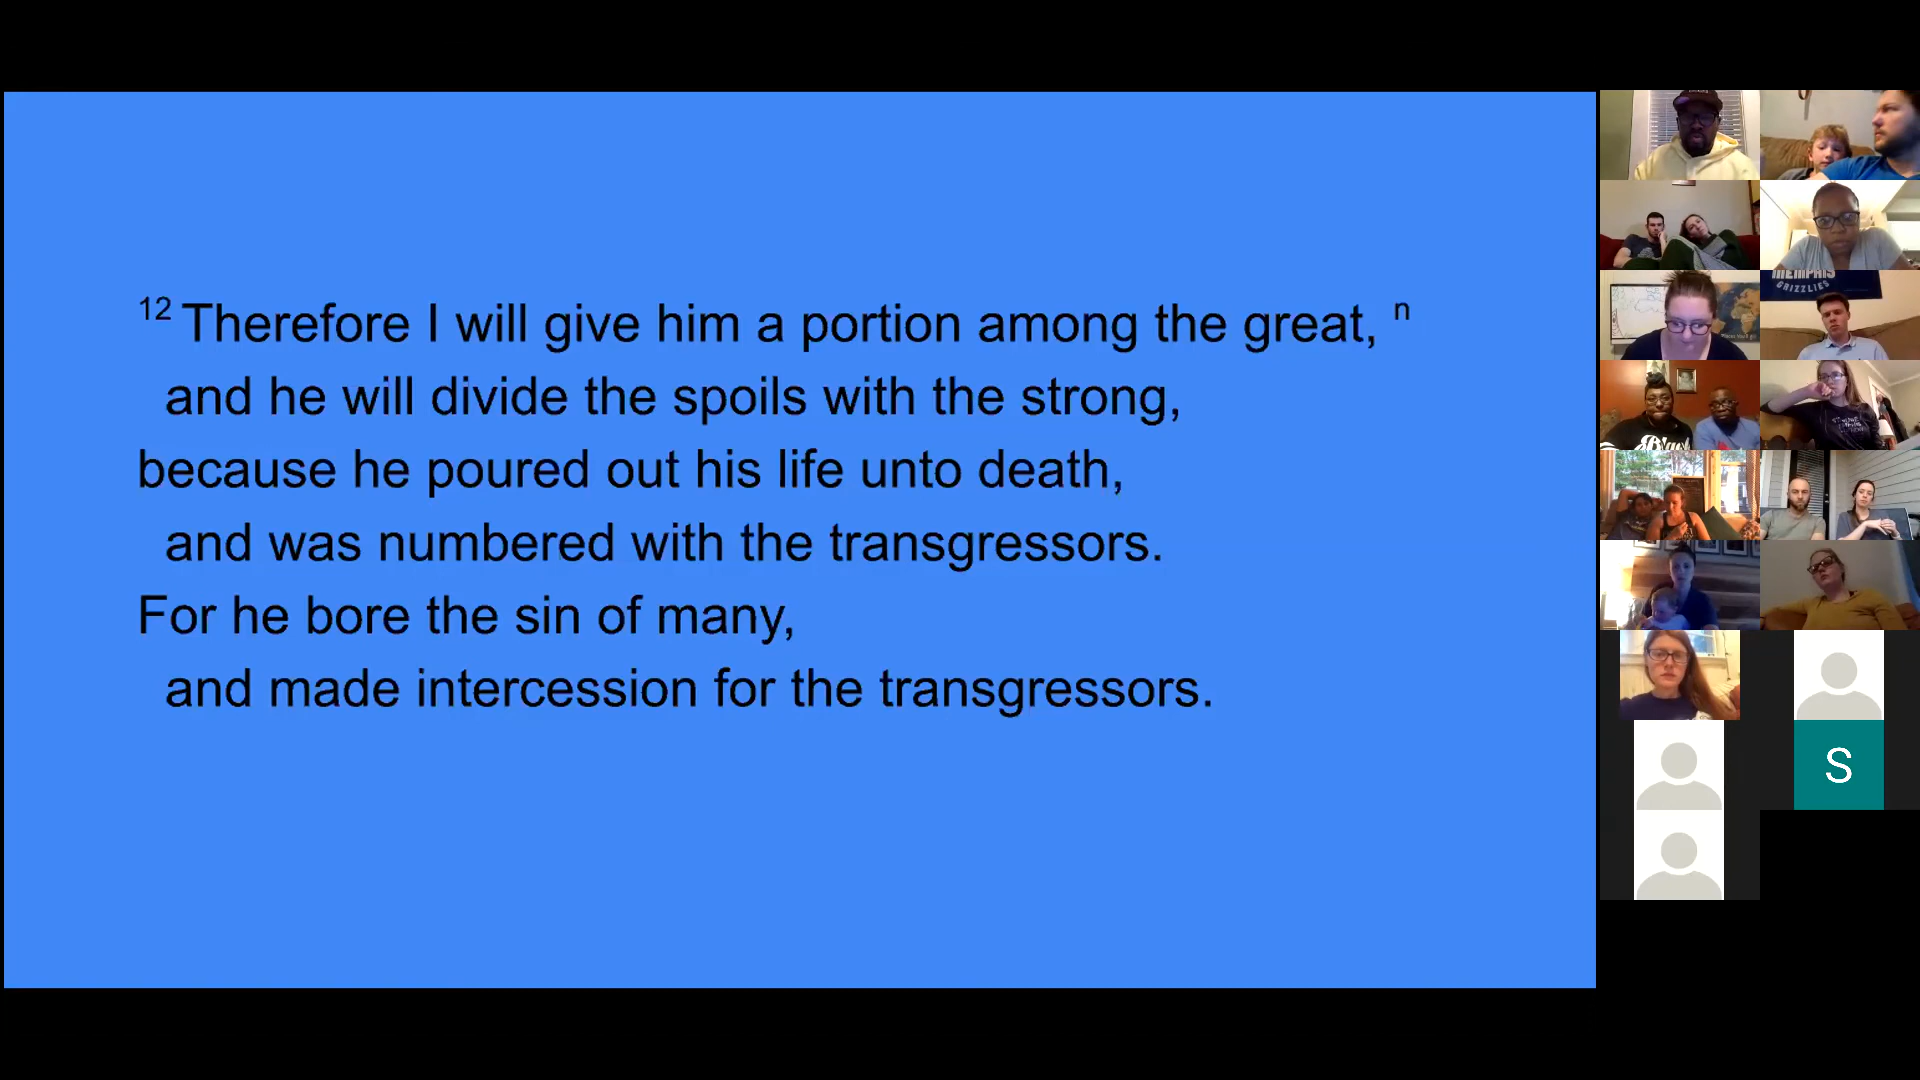 12 Therefore I will give him a portion among the great, n
and he will divide the spoils with the strong,
because he poured out his life unto death,
and was numbered with the transgressors.
For he bore the sin of many,
and made intercession for the transgressors.
MEMPHIS
GRIZZLIES
S